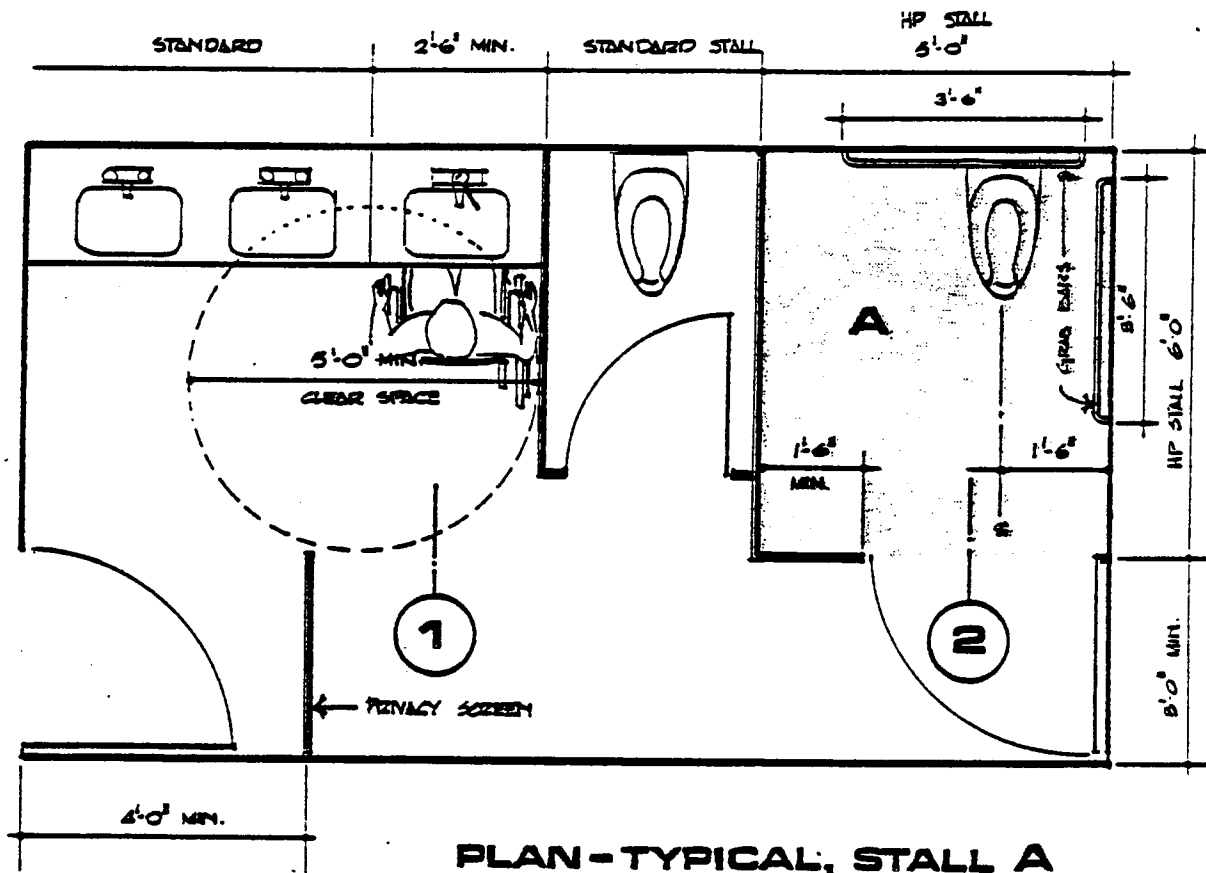 HP STALL
STANDARD
2'-6" MIN.
STANDARD STALL
5'-0"
3'-6"
A
GRAB BARS
3'-6"
HP STALL 6'-0"
5'-0" MIN
CLEAR SPACE
1'-6"
MIN.
1'-6"
1
2
3'-0" MIN.
PRIVACY SCREEN
4'-0" MIN.
PLAN - TYPICAL, STALL A